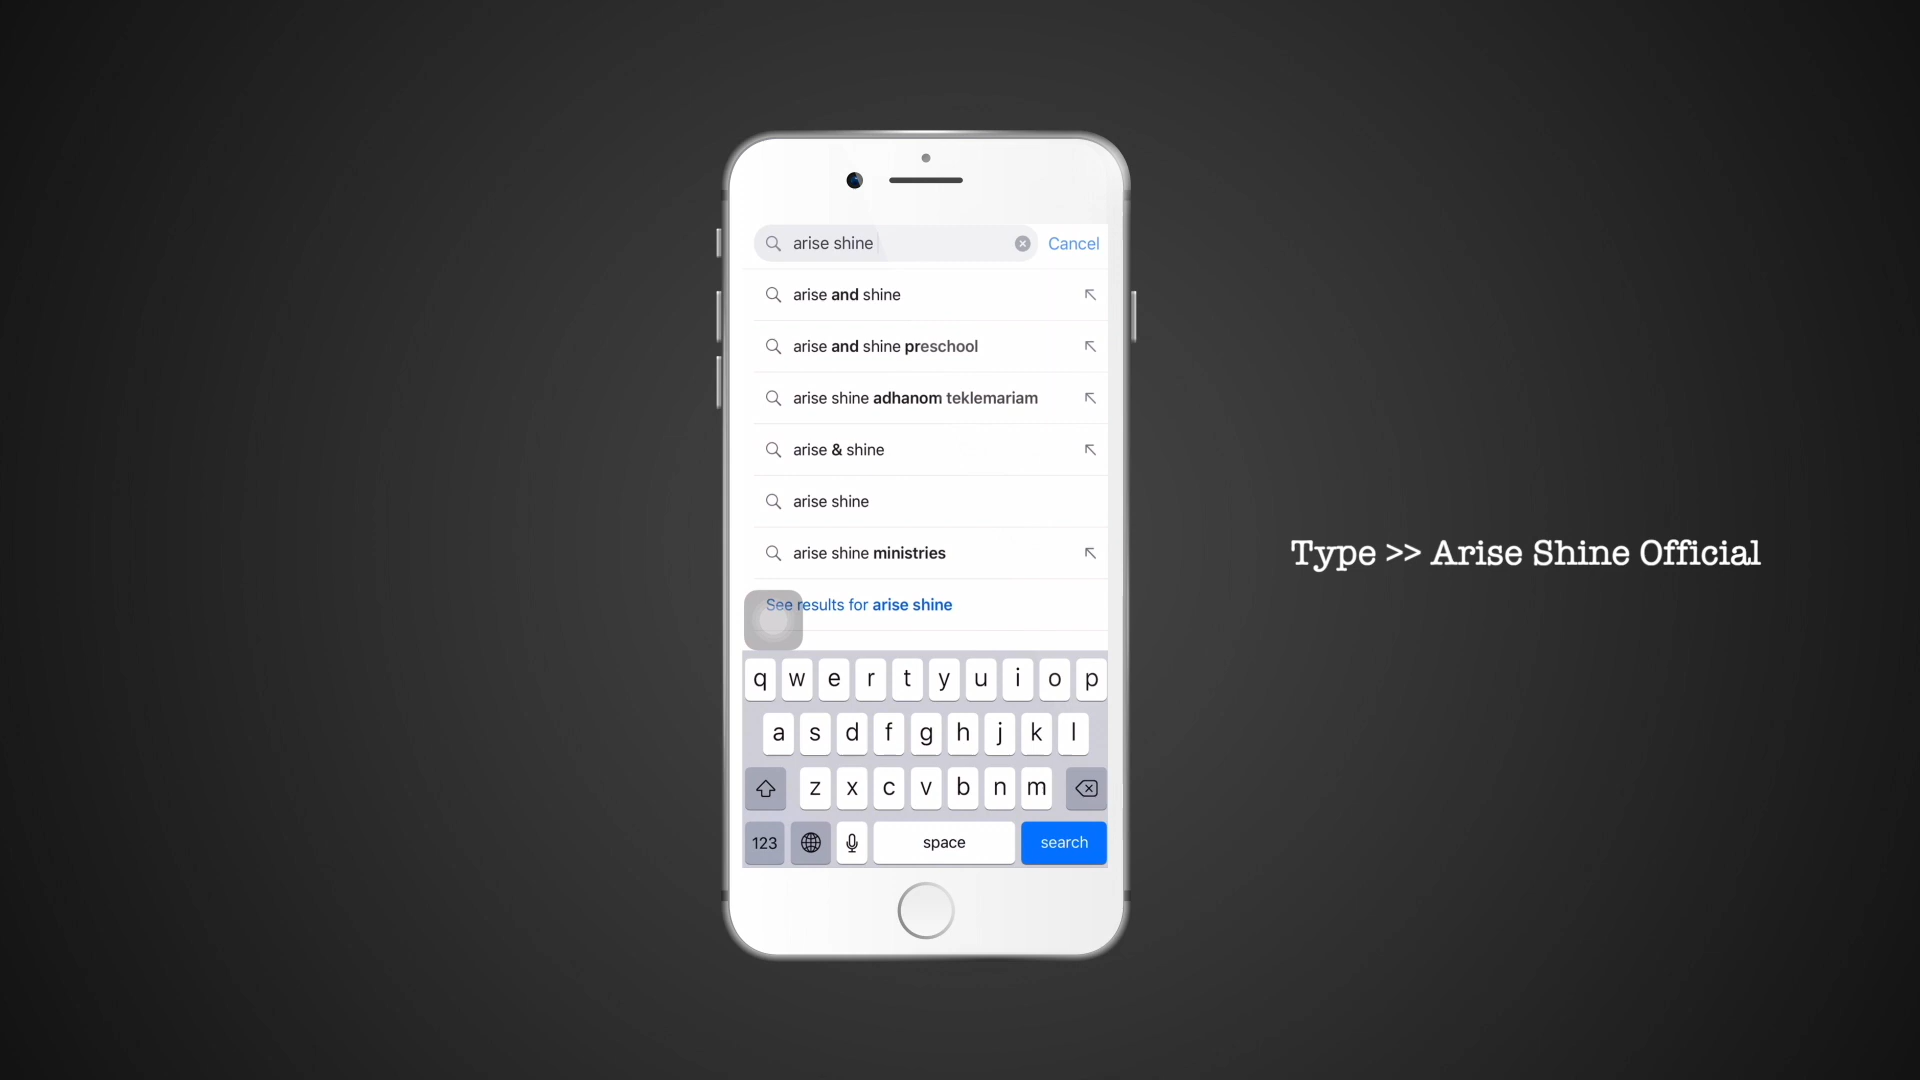 arise shine
Cancel
arise and shine
arise and shine preschool
arise shine adhanom teklemariam
arise & shine
arise shine
arise shine ministries
See results for arise shine
q w e r t y u i o p
a s d f g h j k l
z x c v b n m
123 space search
Type >> Arise Shine Official